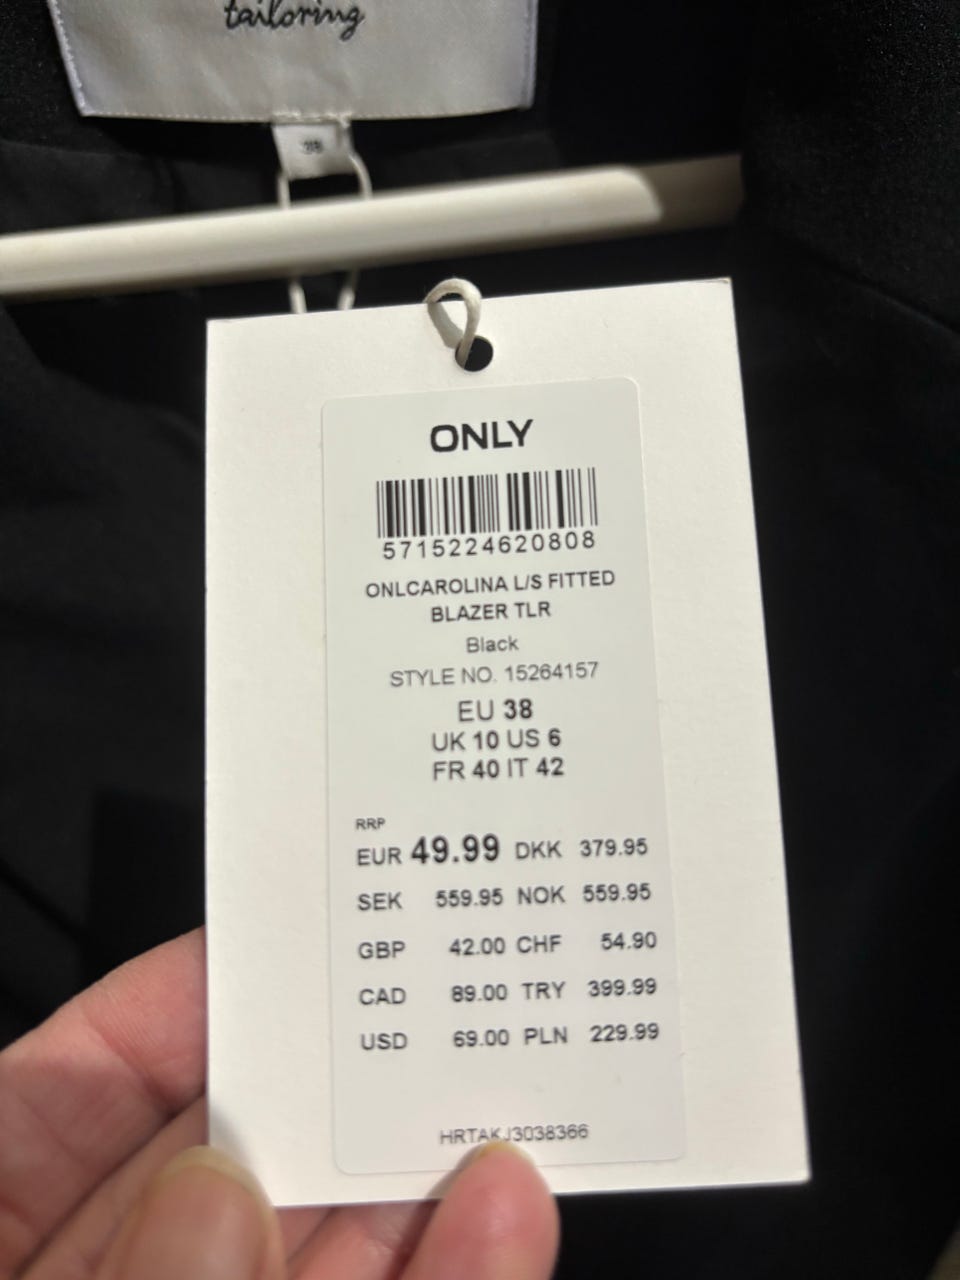 tailoring
38
ONLY
5715224620808
ONLCAROLINA L/S FITTED
BLAZER TLR
Black
STYLE NO. 15264157
EU 38
UK 10 US 6
FR 40 IT 42
RRP
EUR 49.99 DKK 379.95
SEK 559.95 NOK 559.95
GBP 42.00 CHF 54.90
CAD 89.00 TRY 399.99
USD 69.00 PLN 229.99
HRTAKJ3038366